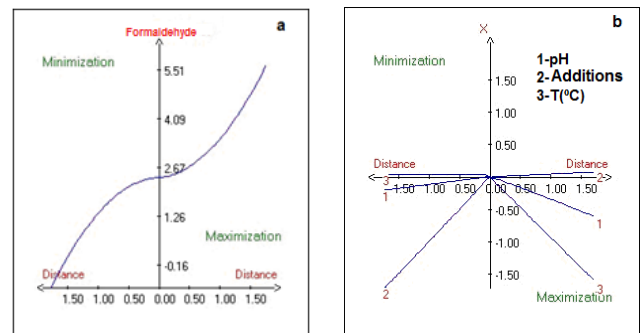 a
Formaldehyde
Minimization
5.51
4.09
2.67
1.26
Maximization
-0.16
Distance Distance
1.50 1.00 0.50 0.00 0.50 1.00 1.50
b
X
Minimization
1-pH
2-Additions
3-T(ºC)
1.50
0.50
Distance Distance
3 2
1.50 1.00 0.50 0.00 0.50 1.00 1.50
1
-0.50
1
-1.00
-1.50
2 3
Maximization